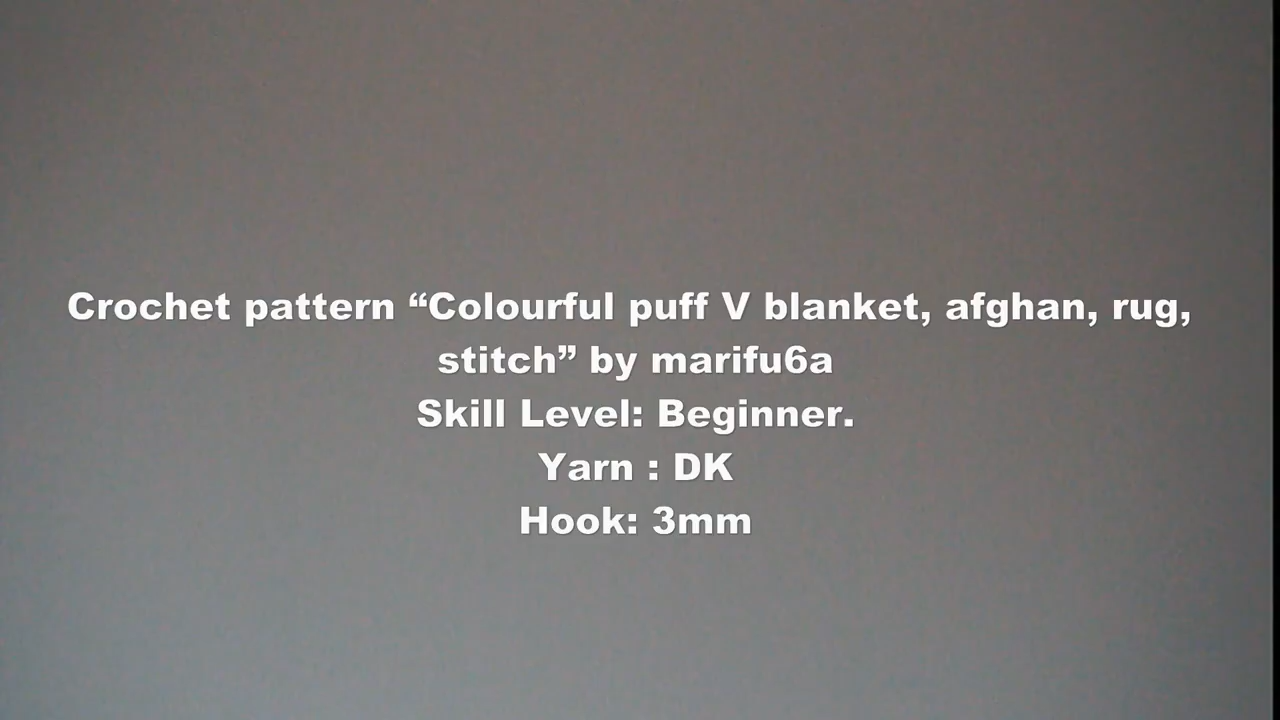 Crochet pattern “Colourful puff V blanket, afghan, rug,
stitch” by marifu6a
Skill Level: Beginner.
Yarn : DK
Hook: 3mm